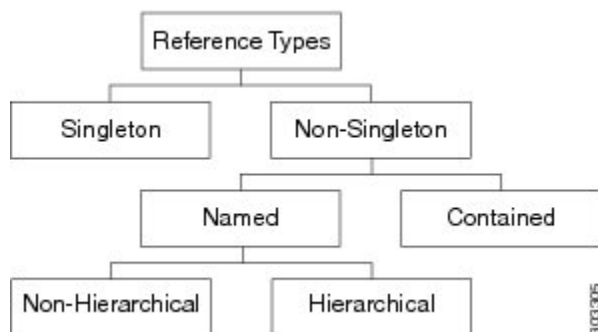 Reference Types
Singleton
Non-Singleton
Named
Contained
Non-Hierarchical
Hierarchical